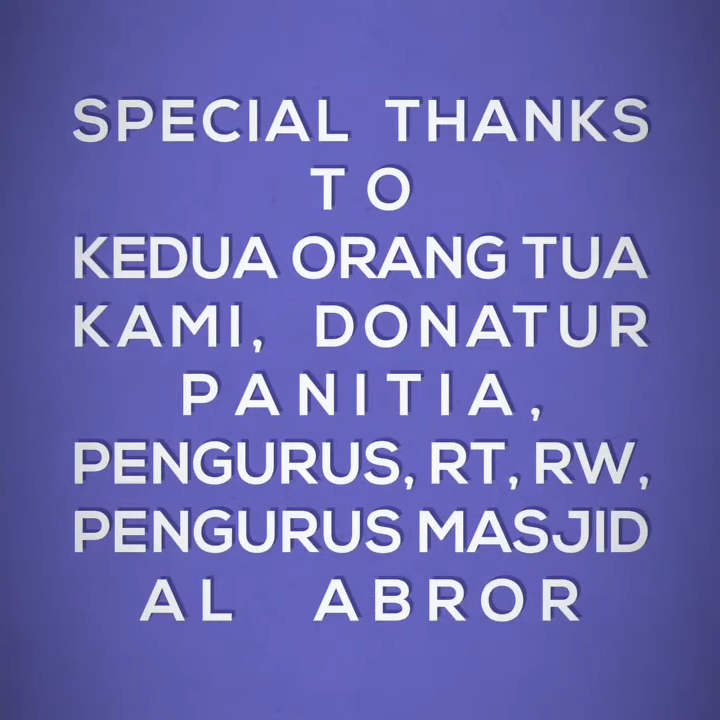 SPECIAL THANKS
TO
KEDUA ORANG TUA
KAMI, DONATUR
PANITIA,
PENGURUS, RT, RW,
PENGURUS MASJID
AL ABROR